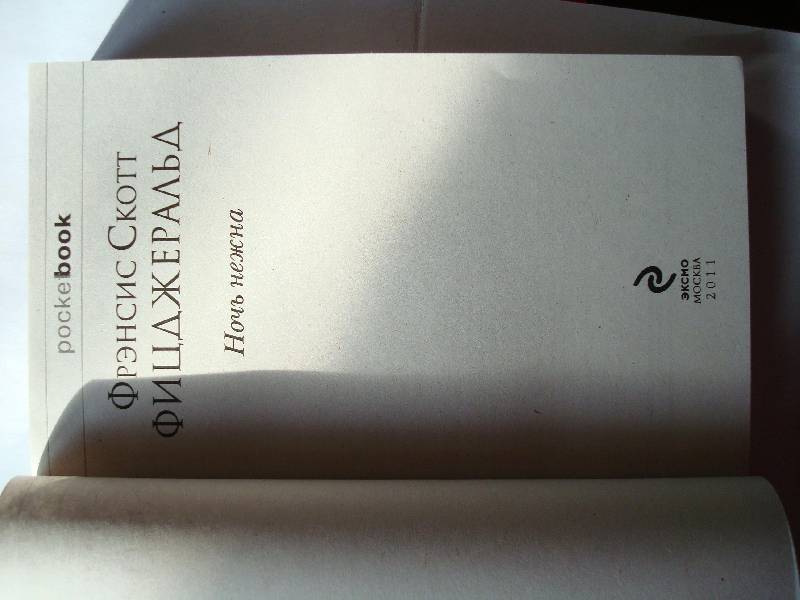 pocketbook
Фрэнсис Скотт
ФИЦДЖЕРАЛЬД
Ночь нежна
ЭКСМО
МОСКВА
2011